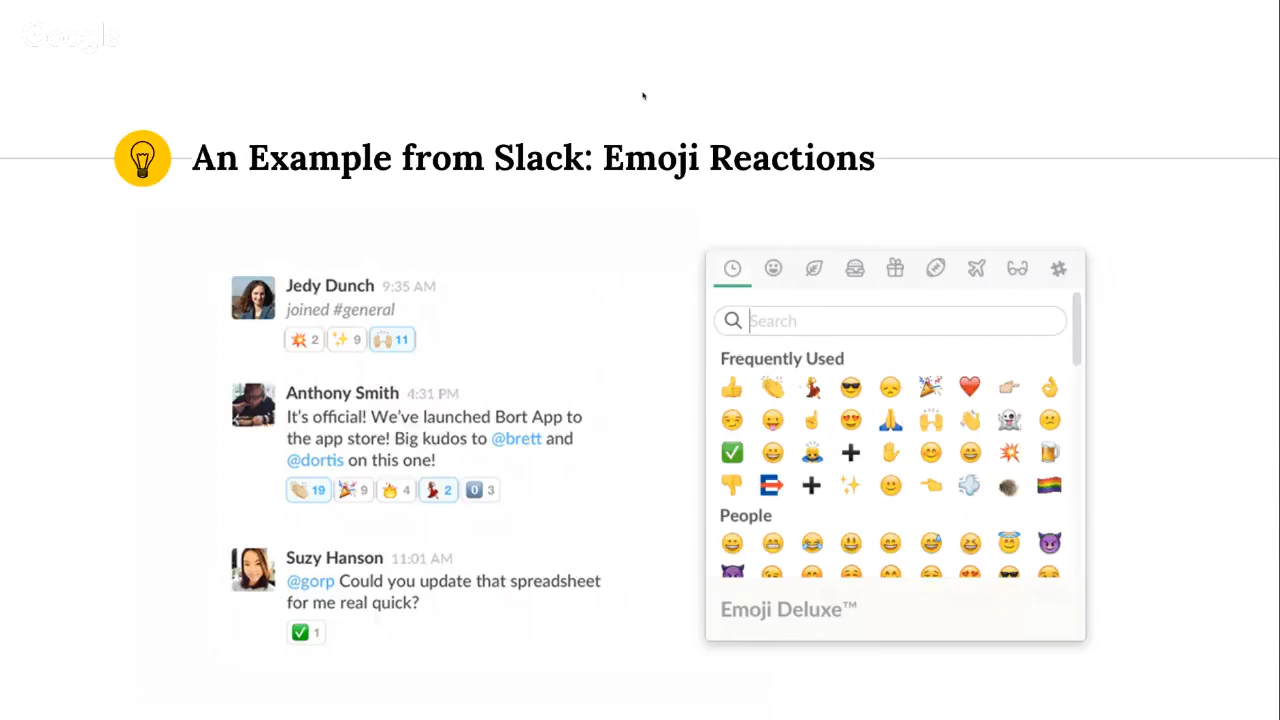 Google
An Example from Slack: Emoji Reactions
Jedy Dunch 9:35 AM
joined #general
2 9 11
Anthony Smith 4:31 PM
It's official! We've launched Bort App to
the app store! Big kudos to @brett and
@dortis on this one!
19 9 4 2 0 3
Suzy Hanson 11:01 AM
@gorp Could you update that spreadsheet
for me real quick?
1
Search
Frequently Used
People
Emoji Deluxe™